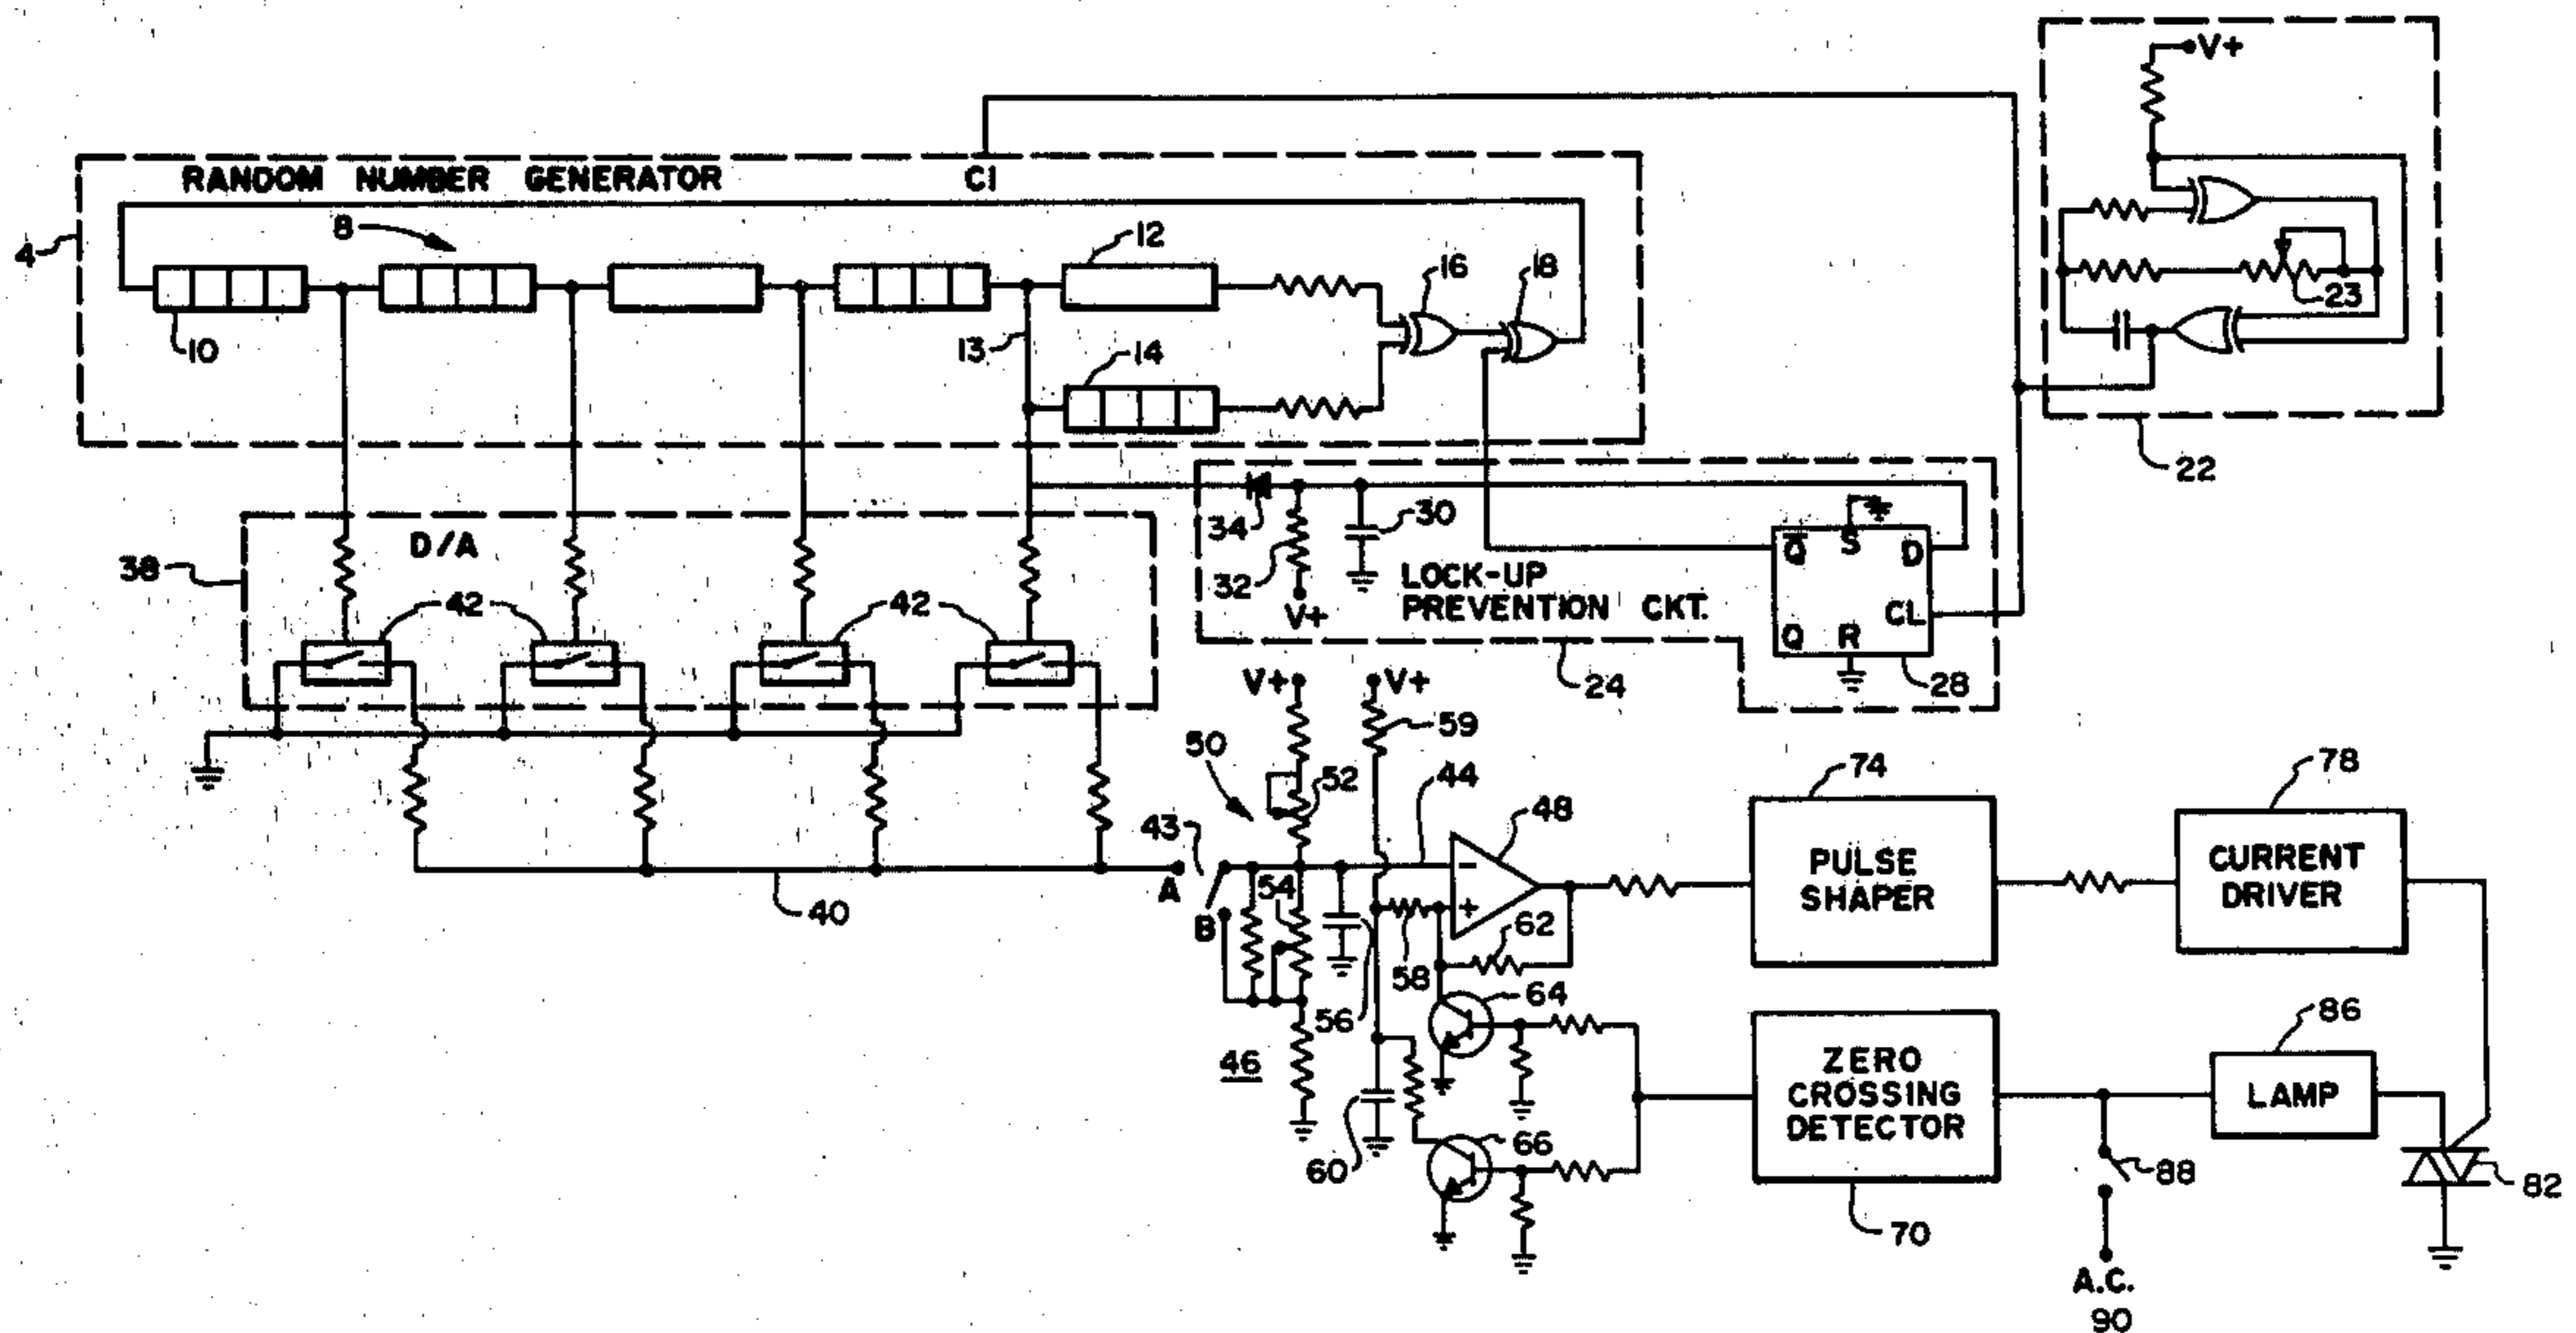 V+
RANDOM NUMBER GENERATOR
C1
8
12
4
16
18
23
10
13
14
22
34
30
S
Q̅
D
D/A
38
32
V+
LOCK-UP
PREVENTION CKT.
CL
42
42
Q
R
24
28
V+
V+
59
50
52
44
74
78
43
48
PULSE
SHAPER
CURRENT
DRIVER
A
54
-
40
B
+
62
58
64
56
86
46
ZERO
CROSSING
DETECTOR
LAMP
66
60
88
82
70
A.C.
90